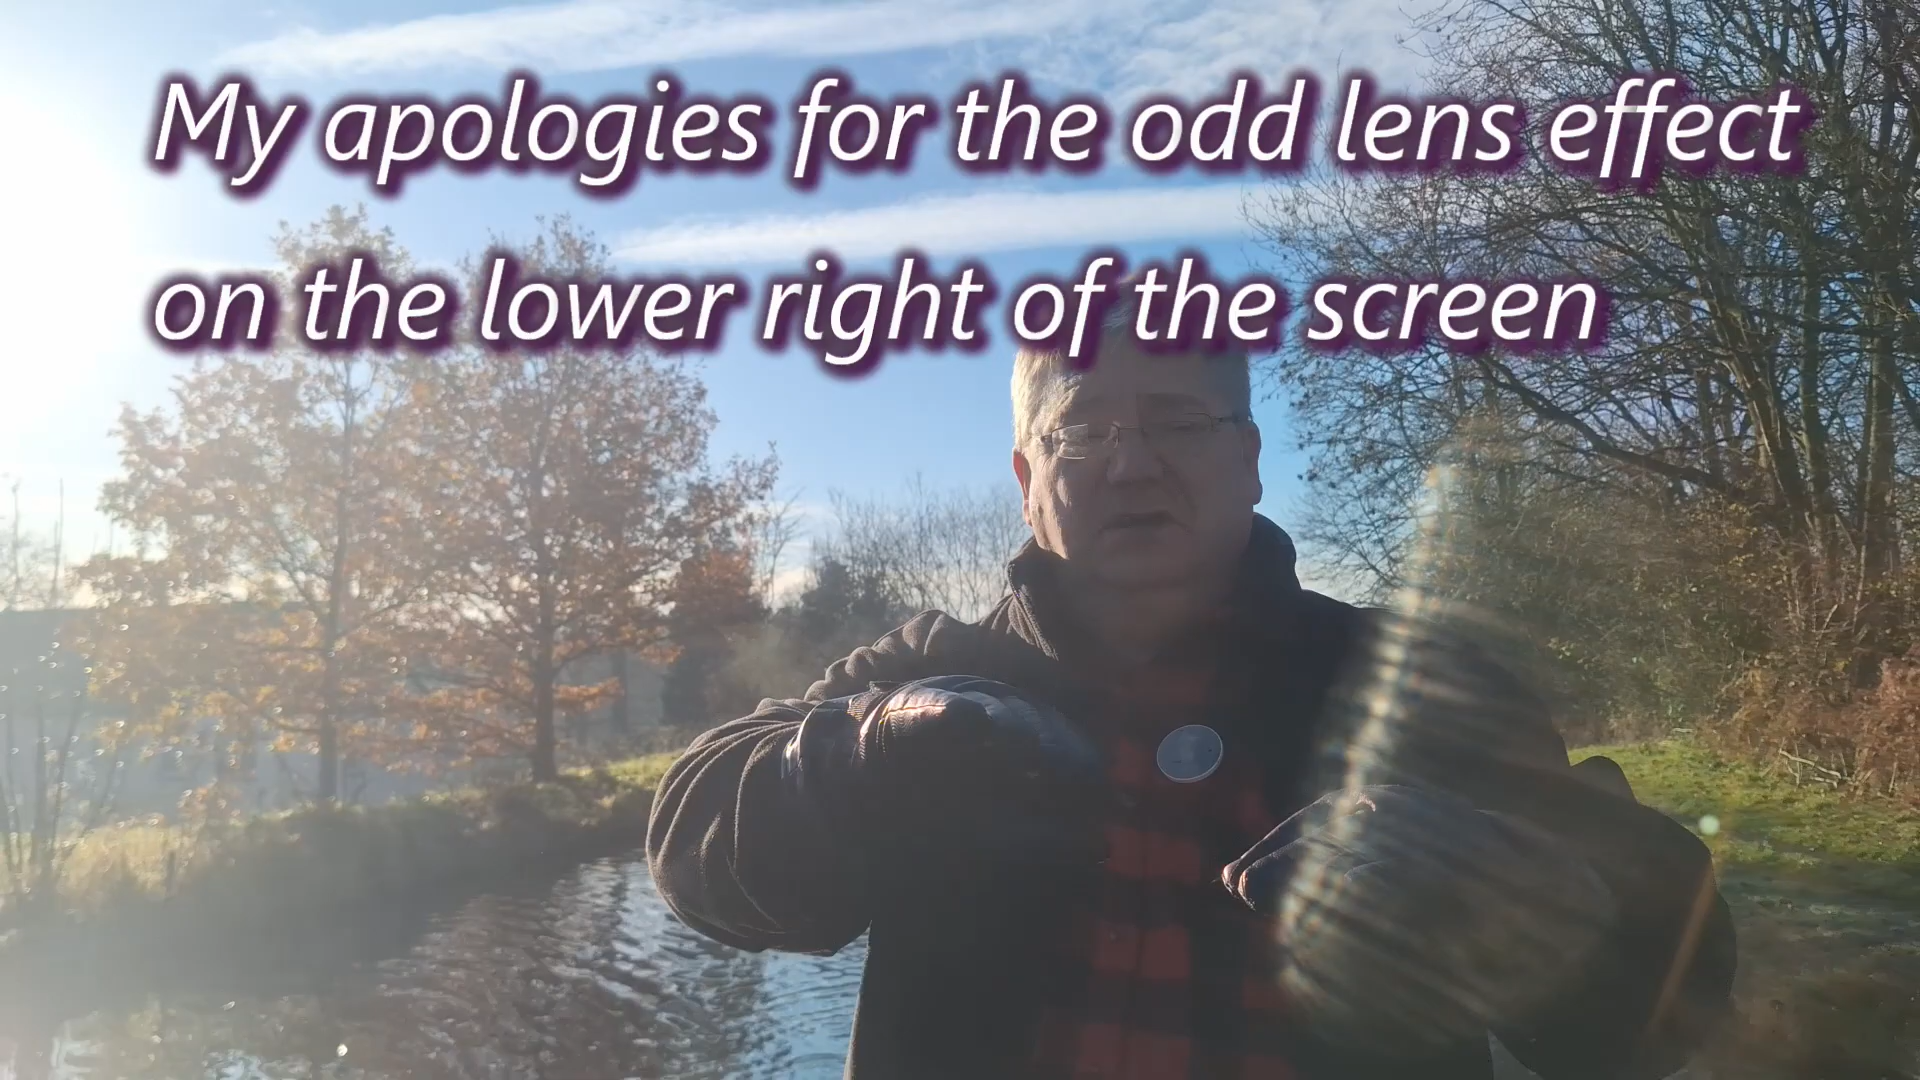 My apologies for the odd lens effect
on the lower right of the screen